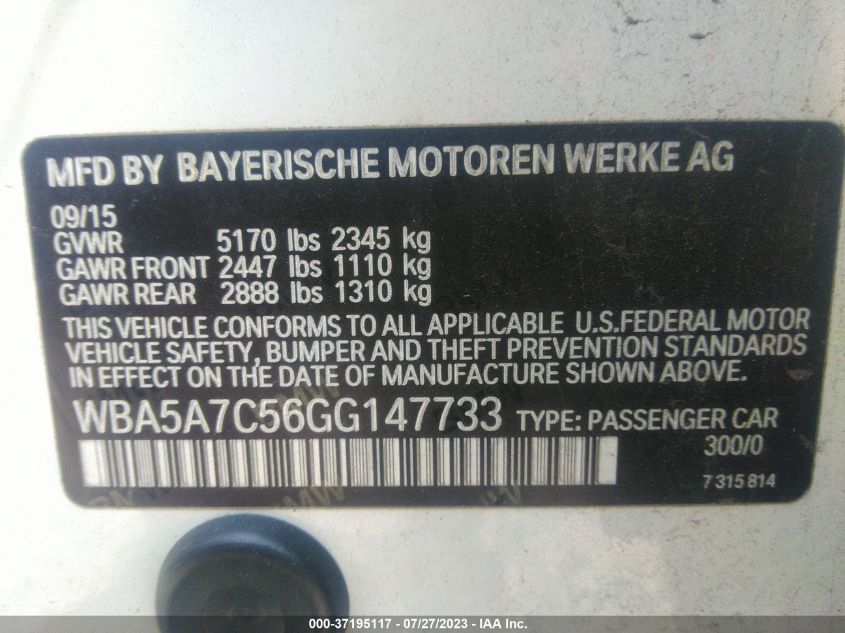 MFD BY BAYERISCHE MOTOREN WERKE AG
09/15
GVWR 5170 lbs 2345 kg
GAWR FRONT 2447 lbs 1110 kg
GAWR REAR 2888 lbs 1310 kg
THIS VEHICLE CONFORMS TO ALL APPLICABLE U.S.FEDERAL MOTOR
VEHICLE SAFETY, BUMPER AND THEFT PREVENTION STANDARDS
IN EFFECT ON THE DATE OF MANUFACTURE SHOWN ABOVE.
WBA5A7C56GG147733 TYPE: PASSENGER CAR
300/0
7 315 814
000-37195117 - 07/27/2023 - IAA Inc.